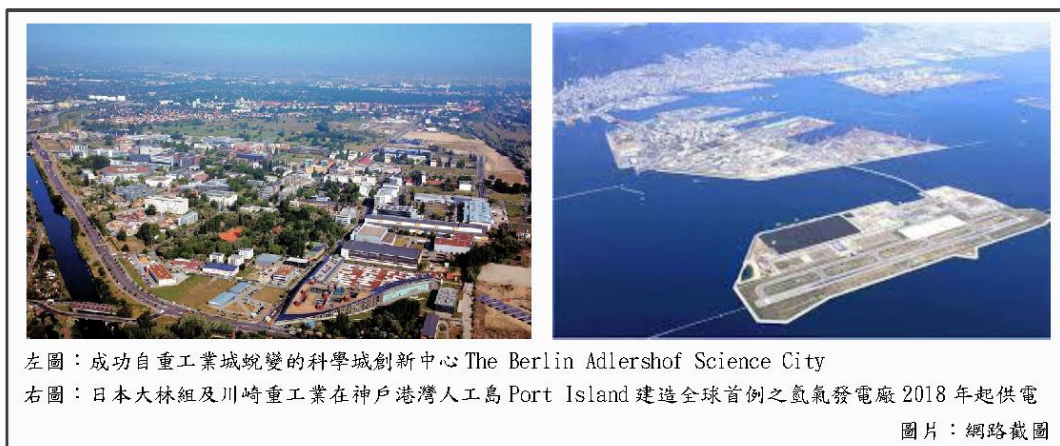 左圖：成功自重工業城蛻變的科學城創新中心 The Berlin Adlershof Science City
右圖：日本大林組及川崎重工業在神戶港灣人工島 Port Island 建造全球首例之氫氣發電廠 2018 年起供電
圖片：網路截圖